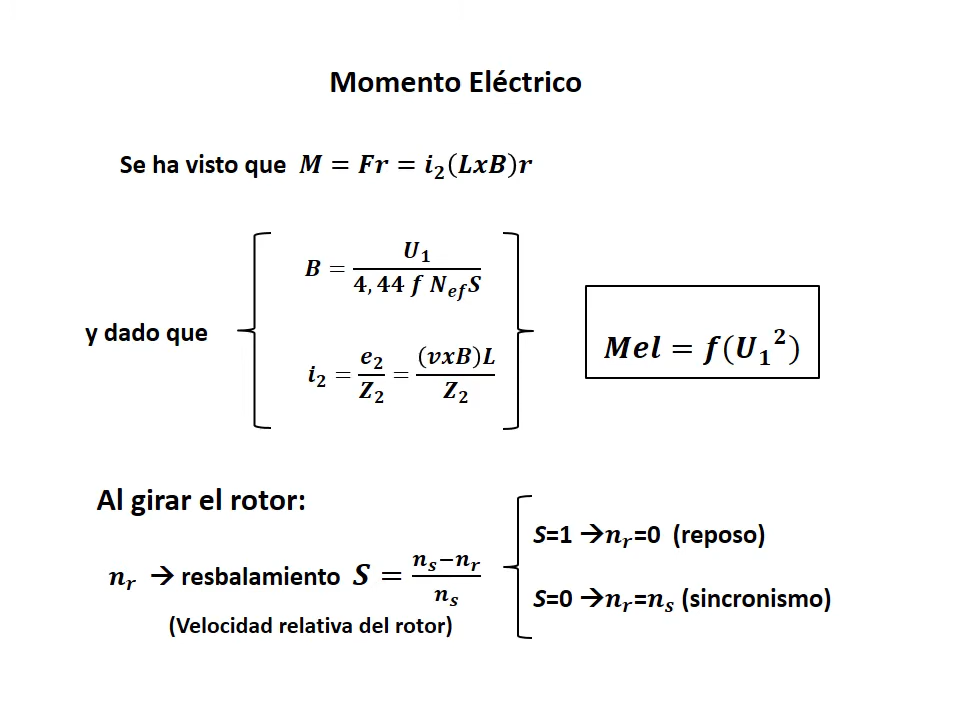 Momento Eléctrico
Se ha visto que M = Fr = i₂(LxB)r
y dado que
B = U₁ / 4,44 f N_ef S
i₂ = e₂ / Z₂ = (vxB)L / Z₂
Mel = f(U₁²)
Al girar el rotor:
n_r → resbalamiento S = n_s−n_r / n_s
(Velocidad relativa del rotor)
S=1 →n_r=0 (reposo)
S=0 →n_r=n_s (sincronismo)